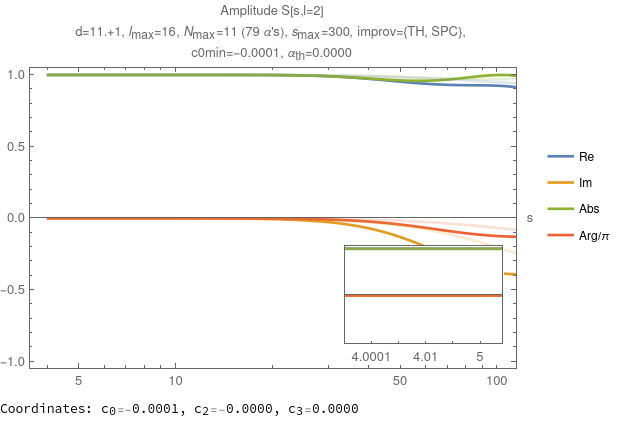 Amplitude S[s,l=2]
d=11.+1, lmax=16, Nmax=11 (79 α's), smax=300, improv={TH, SPC},
c0min=−0.0001, αth=0.0000
1.0
0.5
0.0
−0.5
−1.0
s
Re
Im
Abs
Arg/π
4.0001 4.01 5
5 10 50 100
Coordinates: c0=-0.0001, c2=-0.0000, c3=0.0000